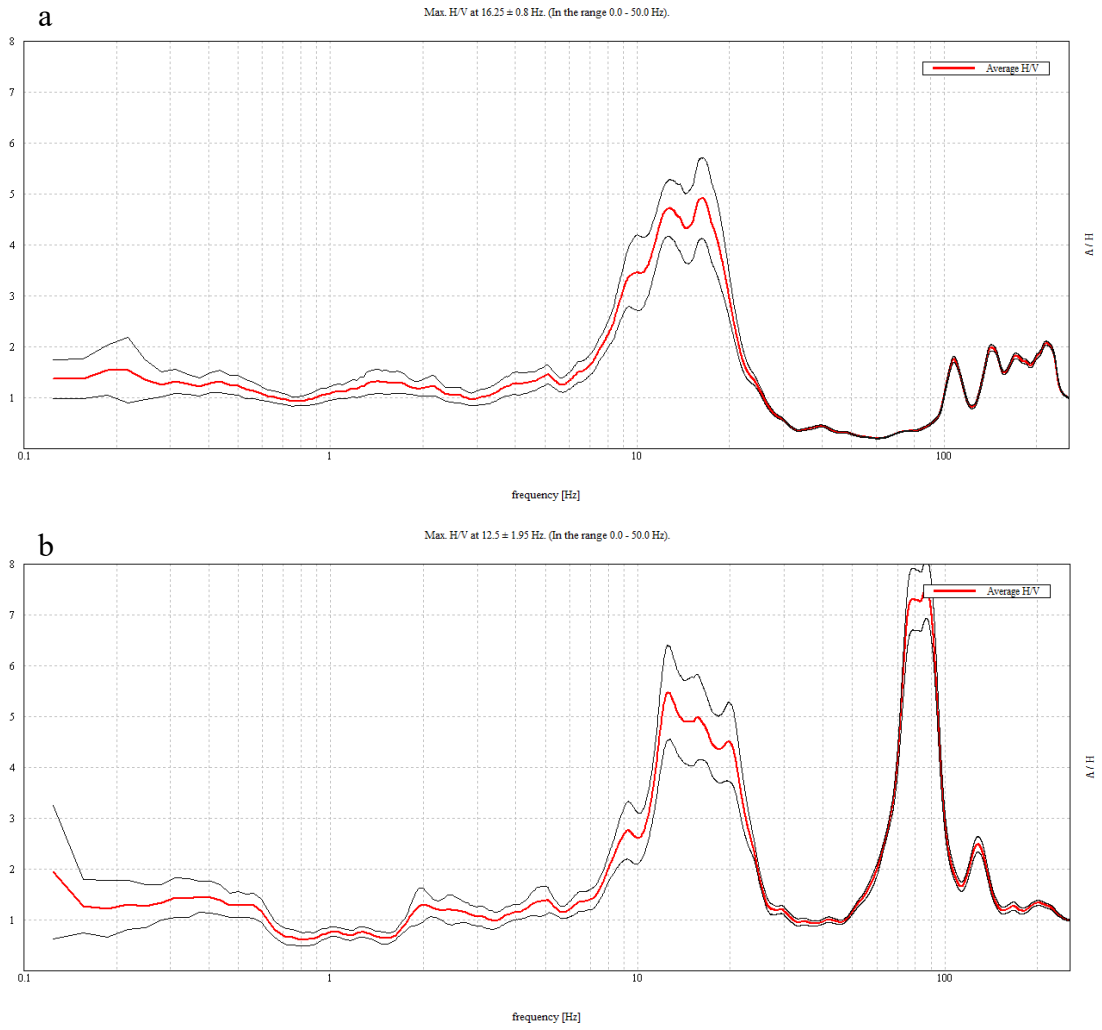 a
Max. H/V at 16.25 ± 0.8 Hz. (In the range 0.0 - 50.0 Hz).
8
7
6
5
4
3
2
1
Average H/V
H / V
0.1
1
10
100
frequency [Hz]
b
Max. H/V at 12.5 ± 1.95 Hz. (In the range 0.0 - 50.0 Hz).
8
7
6
5
4
3
2
1
Average H/V
H / V
0.1
1
10
100
frequency [Hz]